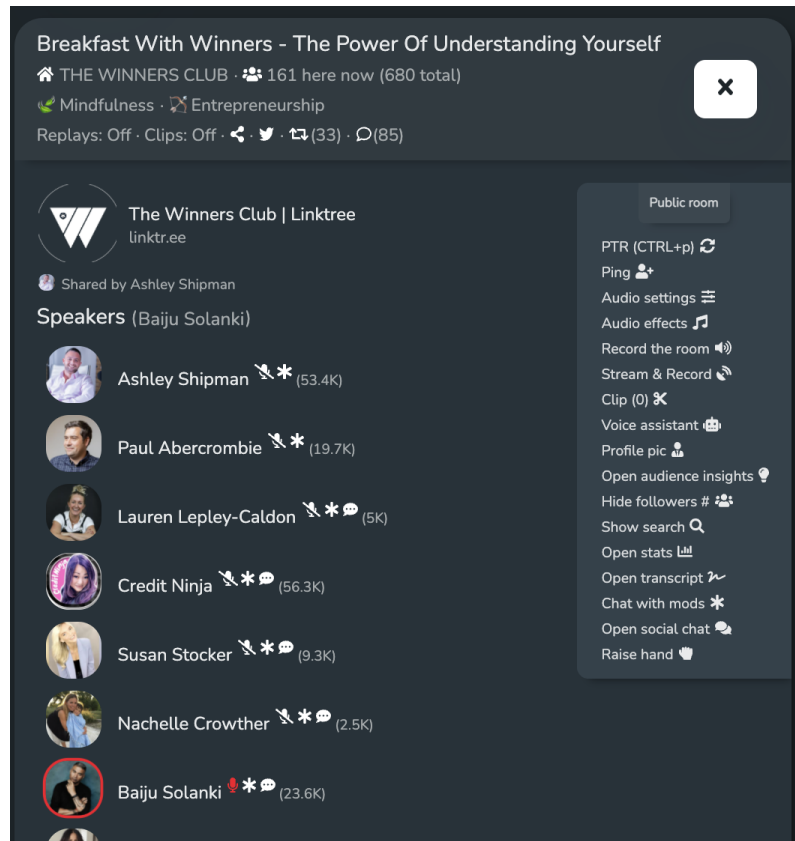 Breakfast With Winners - The Power Of Understanding Yourself
THE WINNERS CLUB · 161 here now (680 total)
Mindfulness · Entrepreneurship
Replays: Off · Clips: Off · · · (33) · (85)
The Winners Club | Linktree
linktr.ee
Shared by Ashley Shipman
Speakers (Baiju Solanki)
Ashley Shipman (53.4K)
Paul Abercrombie (19.7K)
Lauren Lepley-Caldon (5K)
Credit Ninja (56.3K)
Susan Stocker (9.3K)
Nachelle Crowther (2.5K)
Baiju Solanki (23.6K)
Public room
PTR (CTRL+p)
Ping
Audio settings
Audio effects
Record the room
Stream & Record
Clip (0)
Voice assistant
Profile pic
Open audience insights
Hide followers #
Show search
Open stats
Open transcript
Chat with mods
Open social chat
Raise hand